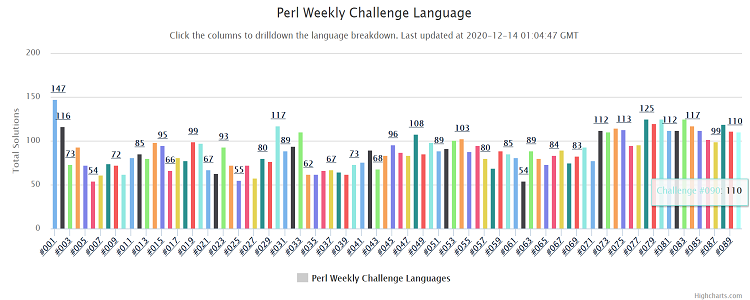 Perl Weekly Challenge Language
Click the columns to drilldown the language breakdown. Last updated at 2020-12-14 01:04:47 GMT
200
150
100
50
0
Total Solutions
147 116 73 54 72 85 95 66 99 67 93 55 80 117 89 62 67 73 68 96 108 89 102 80 85 54 89 83 83 112 113 125 112 117 99 110
Challenge #090: 110
#001 #003 #005 #007 #009 #011 #013 #015 #017 #019 #021 #023 #025 #027 #029 #031 #033 #035 #037 #039 #041 #043 #045 #047 #049 #051 #053 #055 #057 #059 #061 #063 #065 #067 #069 #071 #073 #075 #077 #079 #081 #083 #085 #087 #089
Perl Weekly Challenge Languages
Highcharts.com